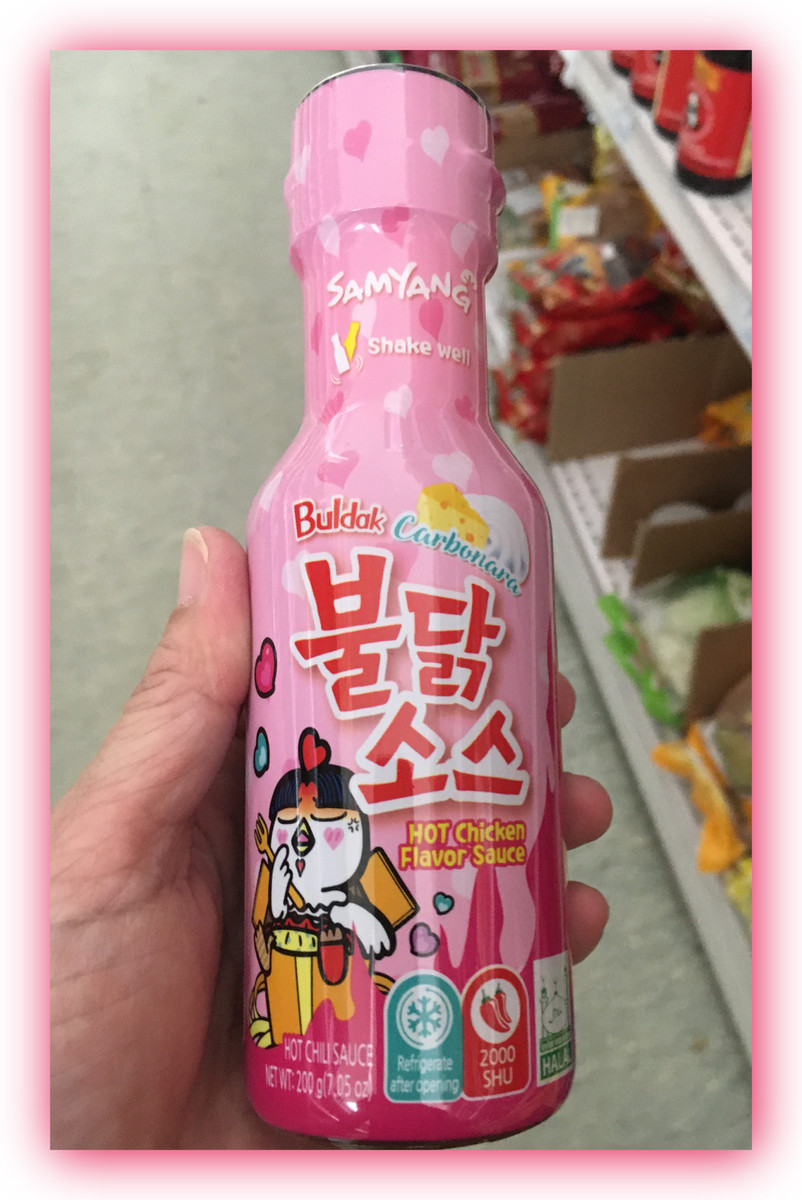 SAMYANG
Shake well
Buldak Carbonara
불닭
소스
HOT Chicken
Flavor Sauce
HOT CHILI SAUCE
NET WT: 200 g(7.05 oz)
Refrigerate
after opening
2000
SHU
HALAL